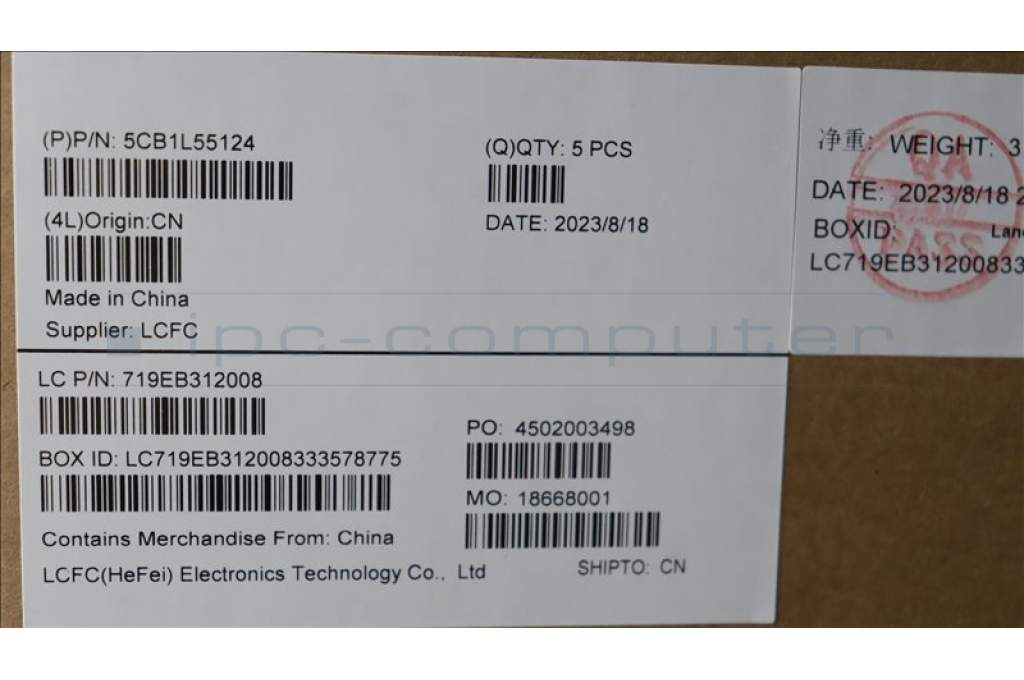 (P)P/N: 5CB1L55124
(Q)QTY: 5 PCS
(4L)Origin:CN
DATE: 2023/8/18
Made in China
Supplier: LCFC
净重: WEIGHT: 3
DATE: 2023/8/18 2
BOXID:
LC719EB312008333
QA
ipc-computer
LC P/N: 719EB312008
PO: 4502003498
BOX ID: LC719EB312008333578775
MO: 18668001
Contains Merchandise From: China
LCFC(HeFei) Electronics Technology Co., Ltd
SHIPTO: CN